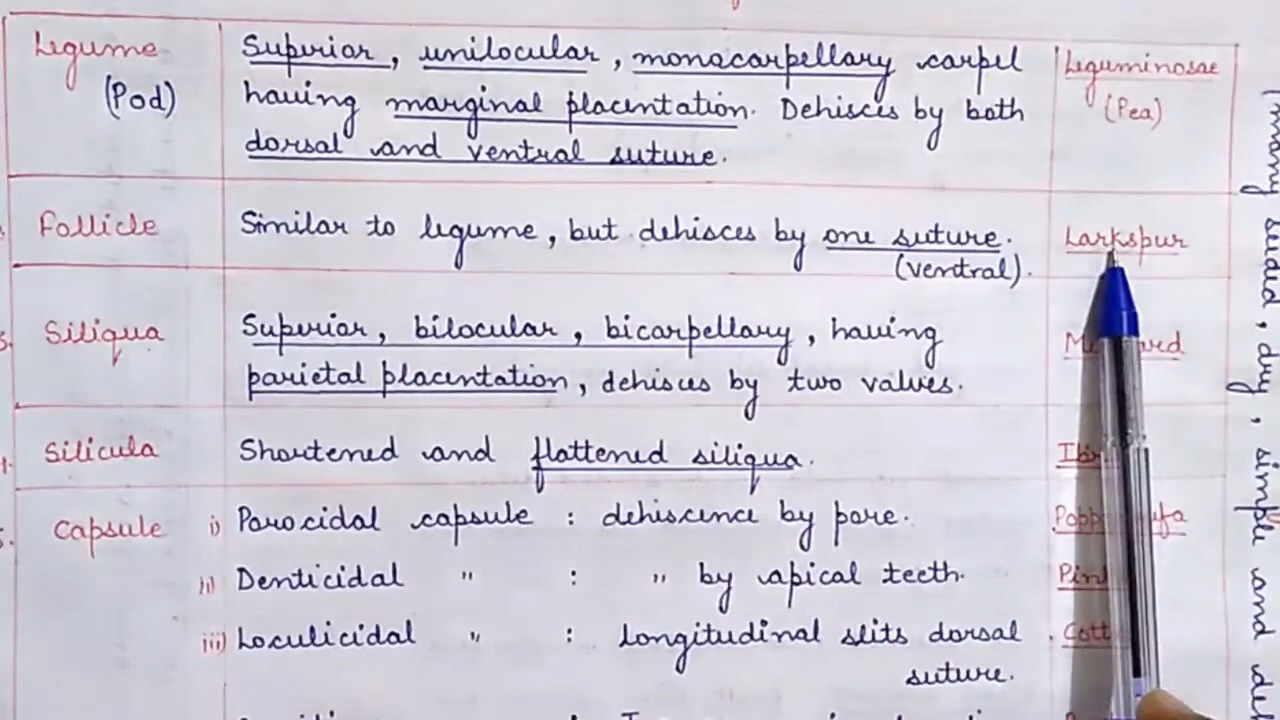 Legume (Pod) Superior, unilocular, monocarpellary carpel Leguminosae (Pea)
having marginal placentation. Dehisces by both
dorsal and ventral suture.
Follicle Similar to legume, but dehisces by one suture. (ventral). Larkspur
3. Siliqua Superior, bilocular, bicarpellary, having
parietal placentation, dehisces by two valves.
4. Silicula Shortened and flattened siliqua.
5. Capsule i) Porocidal capsule : dehiscence by pore.
ii) Denticidal " : " by apical teeth.
iii) Loculicidal " : Longitudinal slits dorsal
suture.
(many seeded, dry, simple and